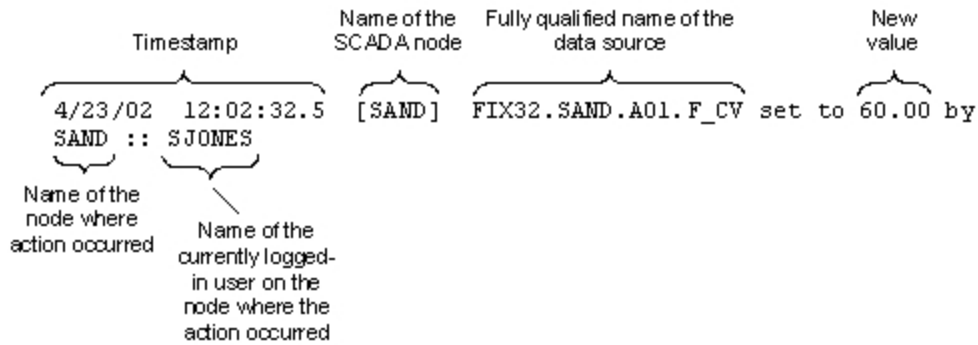 Timestamp
Name of the
SCADA node
Fully qualified name of the
data source
New
value
4/23/02 12:02:32.5 [SAND] FIX32.SAND.A01.F_CV set to 60.00 by
SAND :: SJONES
Name of the
node where
action occurred
Name of the
currently logged-
in user on the
node where the
action occurred